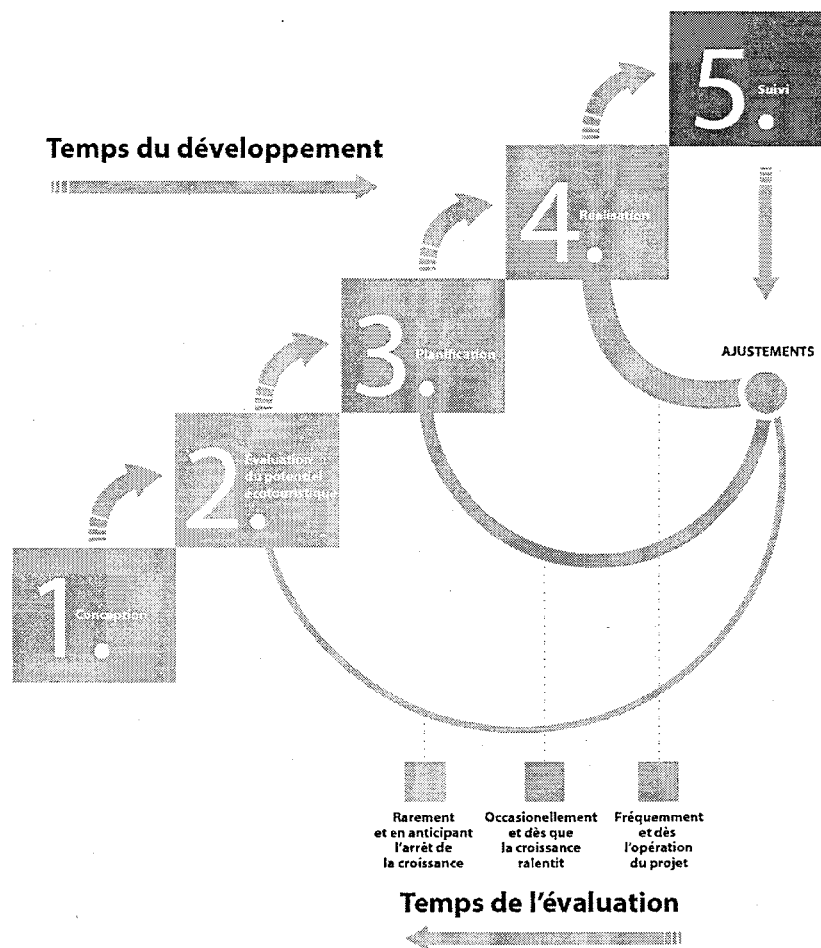 5
Suivi
Temps du développement
4
Réalisation
3
Planification
AJUSTEMENTS
2
Évaluation
du potentiel
écotouristique
1
Conception
Rarement
et en anticipant
l'arrêt de
la croissance
Occasionellement
et dès que
la croissance
ralentit
Fréquemment
et dès
l'opération
du projet
Temps de l'évaluation